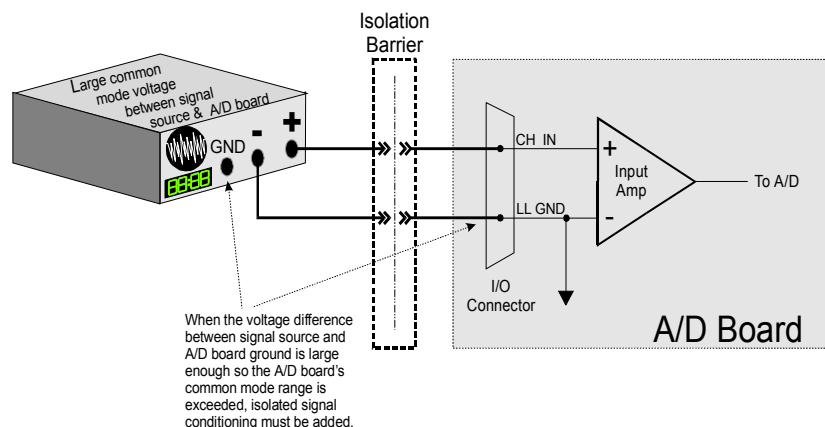 Isolation
Barrier
Large common
mode voltage
between signal
source & A/D board
GND
-
+
88:88
CH IN
LL GND
+
-
Input
Amp
To A/D
I/O
Connector
A/D Board
When the voltage difference
between signal source and
A/D board ground is large
enough so the A/D board's
common mode range is
exceeded, isolated signal
conditioning must be added.